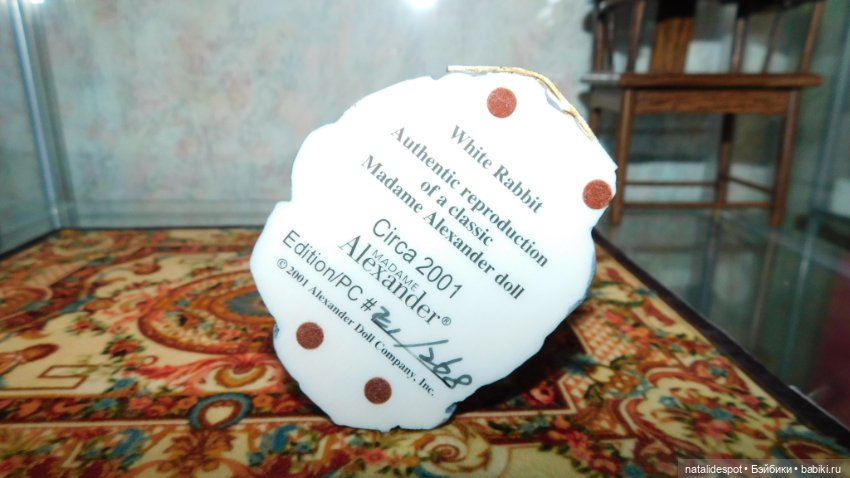 White Rabbit
Authentic reproduction
of a classic
Madame Alexander doll
Circa 2001
MADAME
Alexander®
Edition/PC #
© 2001 Alexander Doll Company, Inc.
natalidespot • Бэйбики • babiki.ru